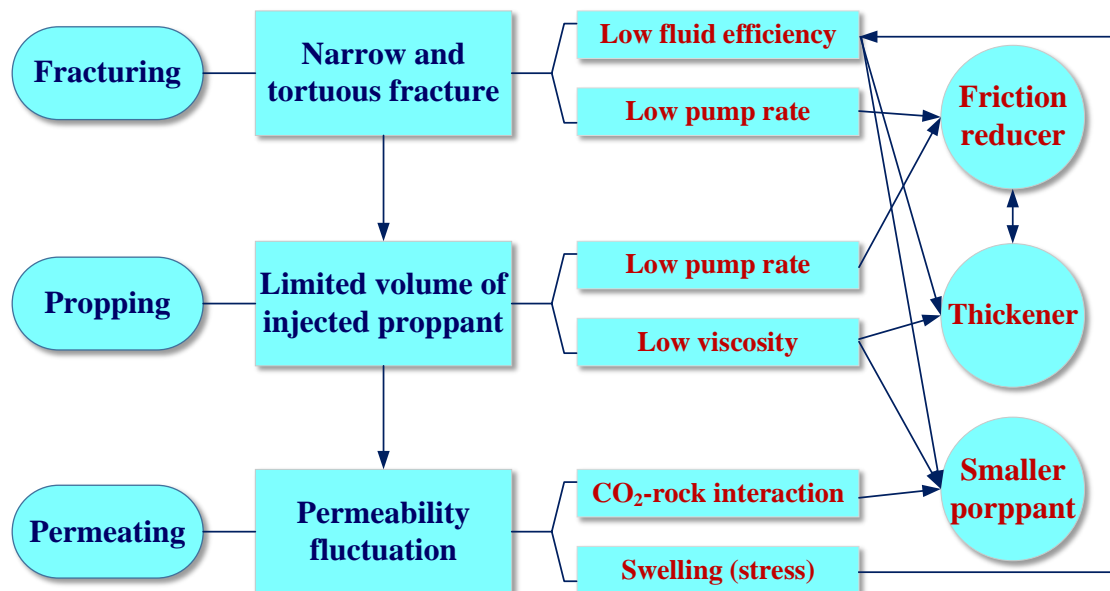 Fracturing
Narrow and
tortuous fracture
Low fluid efficiency
Low pump rate
Friction
reducer
Propping
Limited volume of
injected proppant
Low pump rate
Low viscosity
Thickener
Permeating
Permeability
fluctuation
CO₂-rock interaction
Swelling (stress)
Smaller
porppant